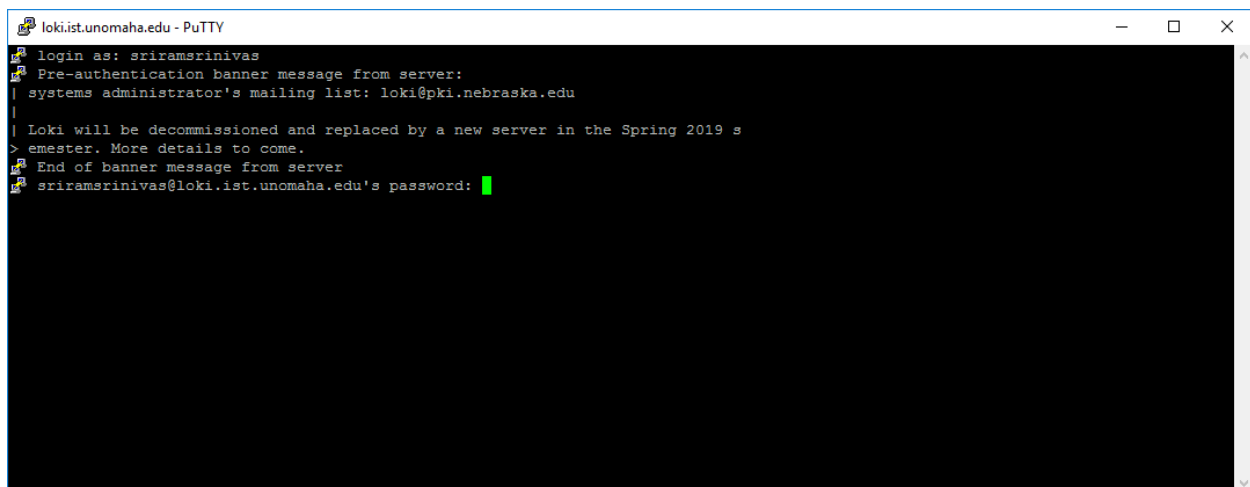 loki.ist.unomaha.edu - PuTTY
login as: sriramsrinivas
Pre-authentication banner message from server:
| systems administrator's mailing list: loki@pki.nebraska.edu
|
| Loki will be decommissioned and replaced by a new server in the Spring 2019 s
> emester. More details to come.
End of banner message from server
sriramsrinivas@loki.ist.unomaha.edu's password: